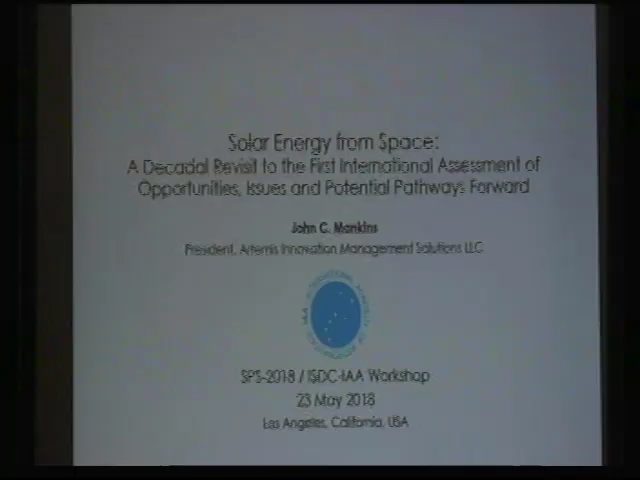 Solar Energy from Space:
A Decadal Revisit to the First International Assessment of
Opportunities, Issues and Potential Pathways Forward
John C. Mankins
President, Artemis Innovation Management Solutions LLC
SPS-2018 / ISDC-IAA Workshop
23 May 2018
Los Angeles, California, USA